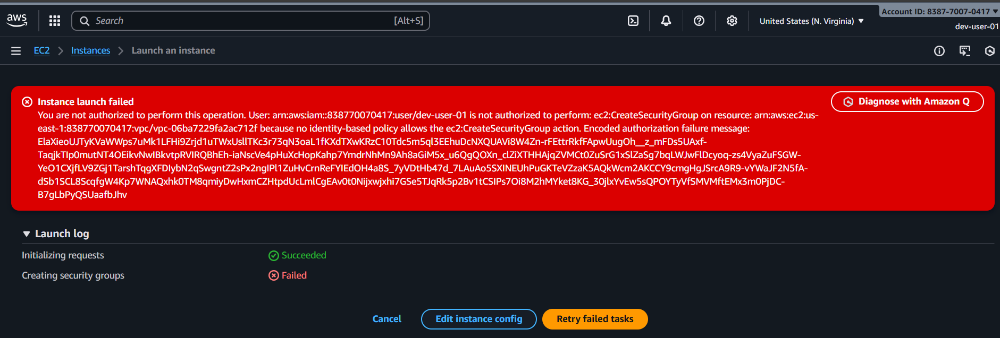 aws
Search
[Alt+S]
United States (N. Virginia)
Account ID: 8387-7007-0417
dev-user-01
EC2 > Instances > Launch an instance
Instance launch failed
Diagnose with Amazon Q
You are not authorized to perform this operation. User: arn:aws:iam::838770070417:user/dev-user-01 is not authorized to perform: ec2:CreateSecurityGroup on resource: arn:aws:ec2:us-
east-1:838770070417:vpc/vpc-06ba7229fa2ac712f because no identity-based policy allows the ec2:CreateSecurityGroup action. Encoded authorization failure message:
ElaXieoUJTyKVaWWps7uMk1LFHi9Zrjd1uTWxUsllTKc3r73qN3oaL1fKXdTXwKRzC10Tdc5m5ql3EEhuDcNXQUAVi8W4Zn-rFEttrRkfFApwUugOh__z_mFDs5UAxf-
TaqjkTIp0mutNT4OEikvNwIBkvtpRVIRQBhEh-iaNscVe4pHuXcHopKahp7YmdrNhMn9Ah8aGiM5x_u6QgQOXn_clZiXTHHAjqZVMCt0ZuSrG1xSlZaSg7bqLWJwFlDcyoq-zs4VyaZuFSGW-
YeO1CXjfLV9ZGj1TarshTqgXFDIybN2qSwgntZ2sPx2ngIPl1ZuHvCrnReFYIEdOH4a8S_7yVDtHb47d_7LAuAo5SXINEUhPuGKTeVZzaK5AQkWcm2AKCCY9cmgHgJSrcA9R9-vYWaJF2N5fA-
dSb1SCL8ScqfgW4Kp7WNAQxhk0TM8qmiyDwHxmCZHtpdUcLmlCgEAv0t0Nijxwjxhi7GSe5TJqRk5p2Bv1tCSIPs7Oi8M2hMYket8KG_30jlxYvEw5sQPOYTyVfSMVMftEMx3m0PjDC-
B7gLbPyQSUaafbJhv
Launch log
Initializing requests
Succeeded
Creating security groups
Failed
Cancel
Edit instance config
Retry failed tasks